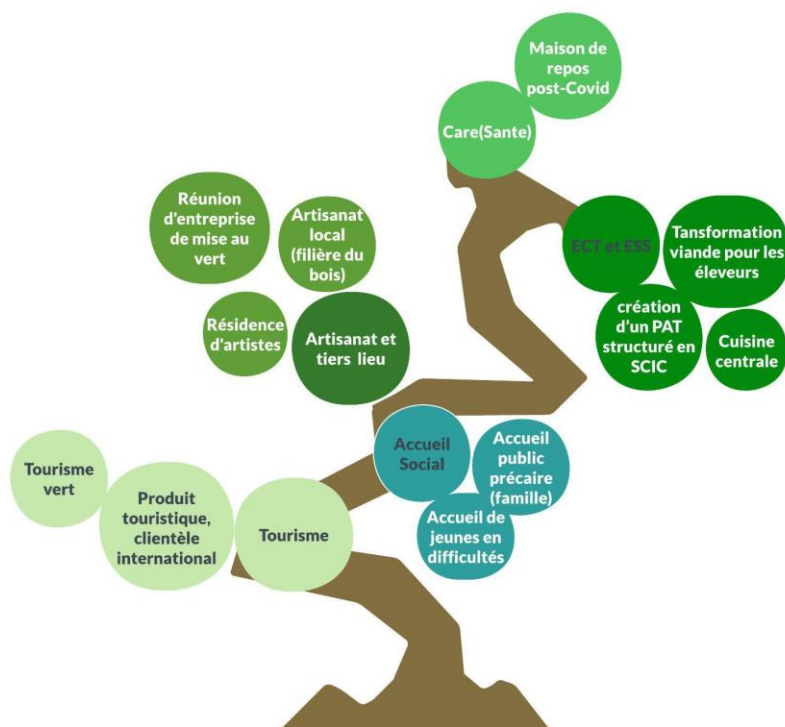 Maison de
repos
post-Covid
Care(Sante)
Réunion
d'entreprise
de mise au
vert
Artisanat
local
(filière du
bois)
Résidence
d'artistes
Artisanat et
tiers lieu
ECT et ESS
Tansformation
viande pour les
éleveurs
création
d'un PAT
structuré en
SCIC
Cuisine
centrale
Accueil
Social
Accueil
public
précaire
(famille)
Accueil de
jeunes en
difficultés
Tourisme
vert
Produit
touristique,
clientèle
international
Tourisme